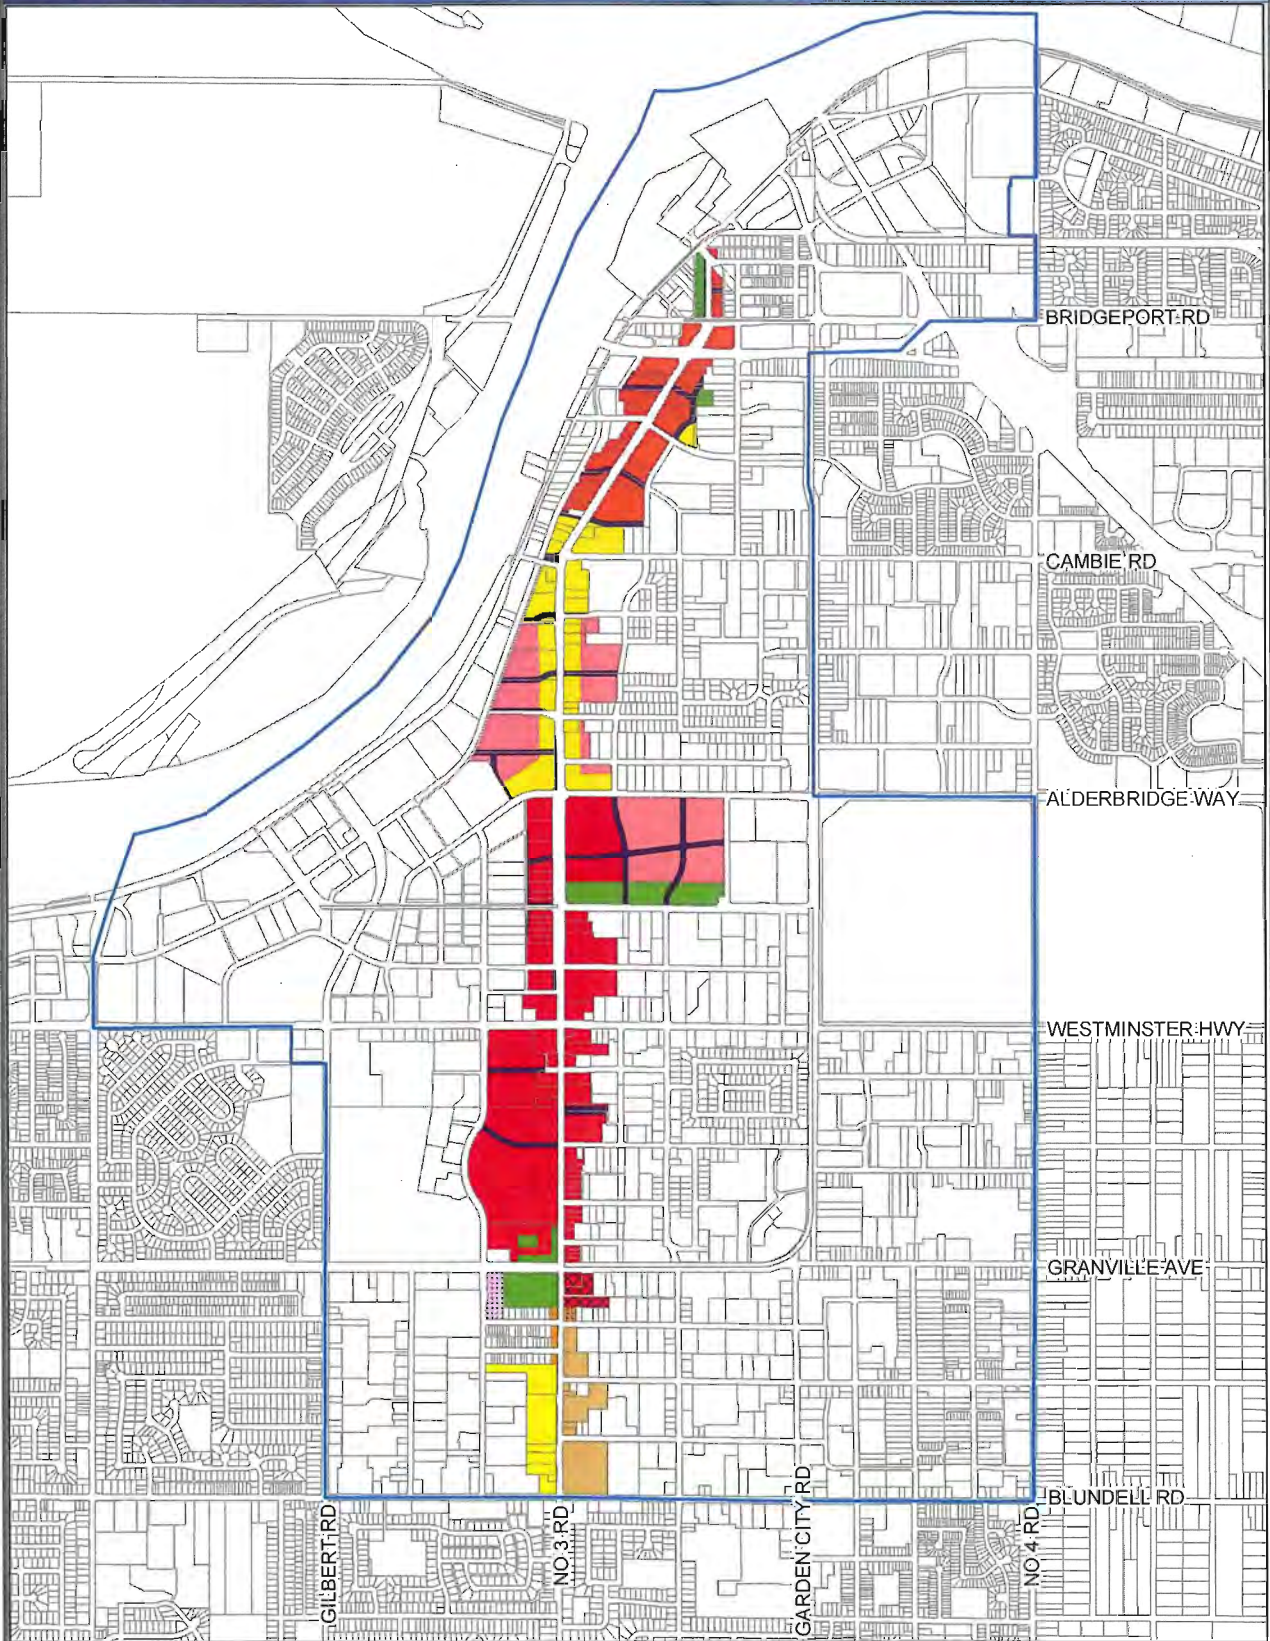 BRIDGEPORT RD
CAMBIE RD
ALDERBRIDGE WAY
WESTMINSTER HWY
GRANVILLE AVE
BLUNDELL RD
GILBERT RD
NO 3 RD
GARDEN CITY RD
NO 4 RD